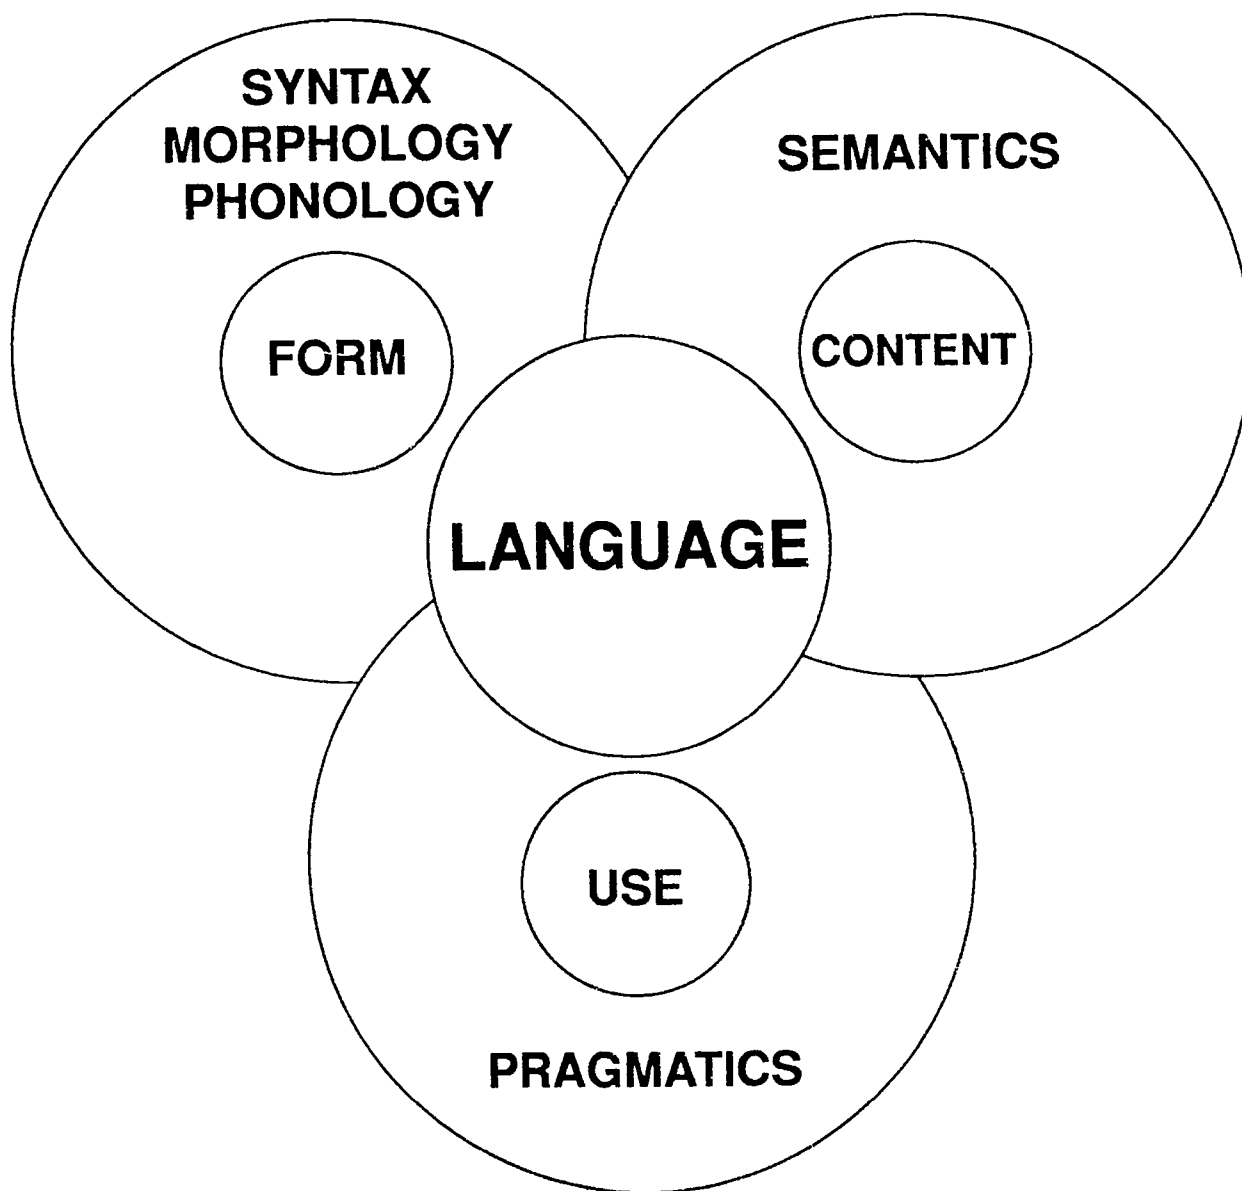 SYNTAX
MORPHOLOGY
PHONOLOGY
FORM
SEMANTICS
CONTENT
LANGUAGE
USE
PRAGMATICS